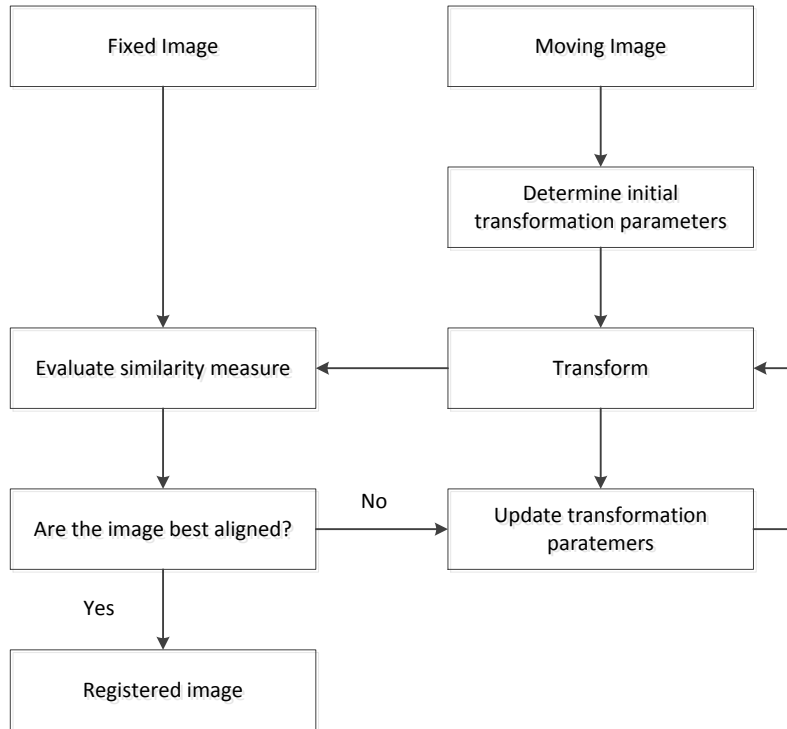 Fixed Image
Moving Image
Determine initial
transformation parameters
Evaluate similarity measure
Transform
Are the image best aligned?
No
Update transformation
paratemers
Yes
Registered image